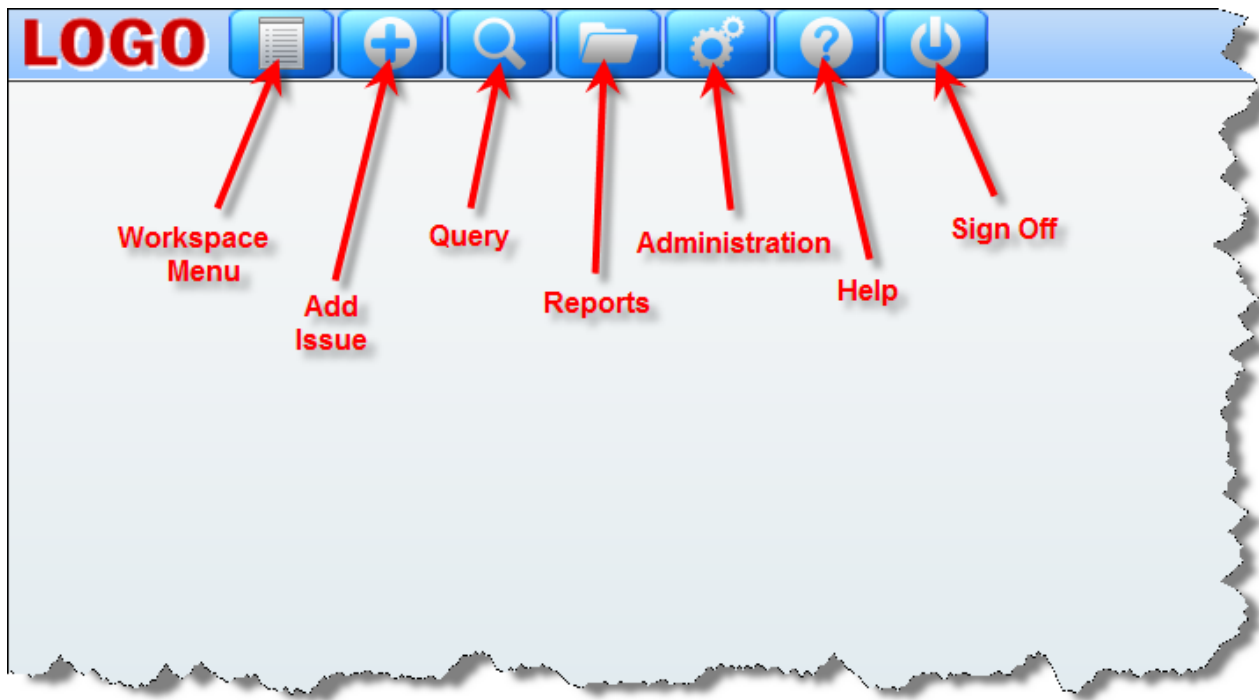 LOGO
Workspace
Menu
Add
Issue
Query
Reports
Administration
Help
Sign Off